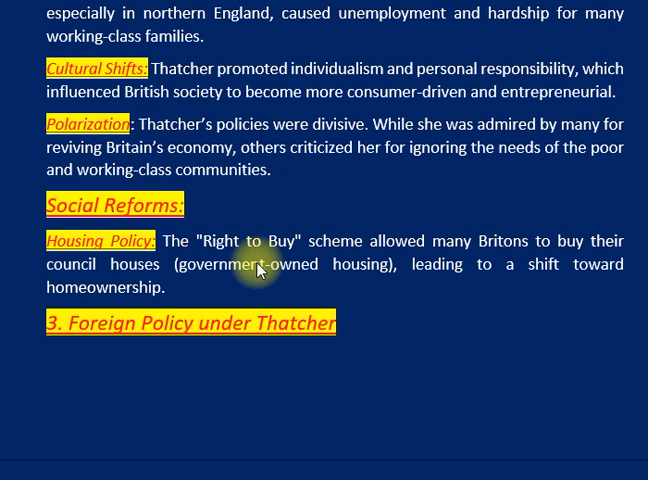 especially in northern England, caused unemployment and hardship for many
working-class families.
Cultural Shifts: Thatcher promoted individualism and personal responsibility, which
influenced British society to become more consumer-driven and entrepreneurial.
Polarization: Thatcher’s policies were divisive. While she was admired by many for
reviving Britain’s economy, others criticized her for ignoring the needs of the poor
and working-class communities.
Social Reforms:
Housing Policy: The "Right to Buy" scheme allowed many Britons to buy their
council houses (government-owned housing), leading to a shift toward
homeownership.
3. Foreign Policy under Thatcher